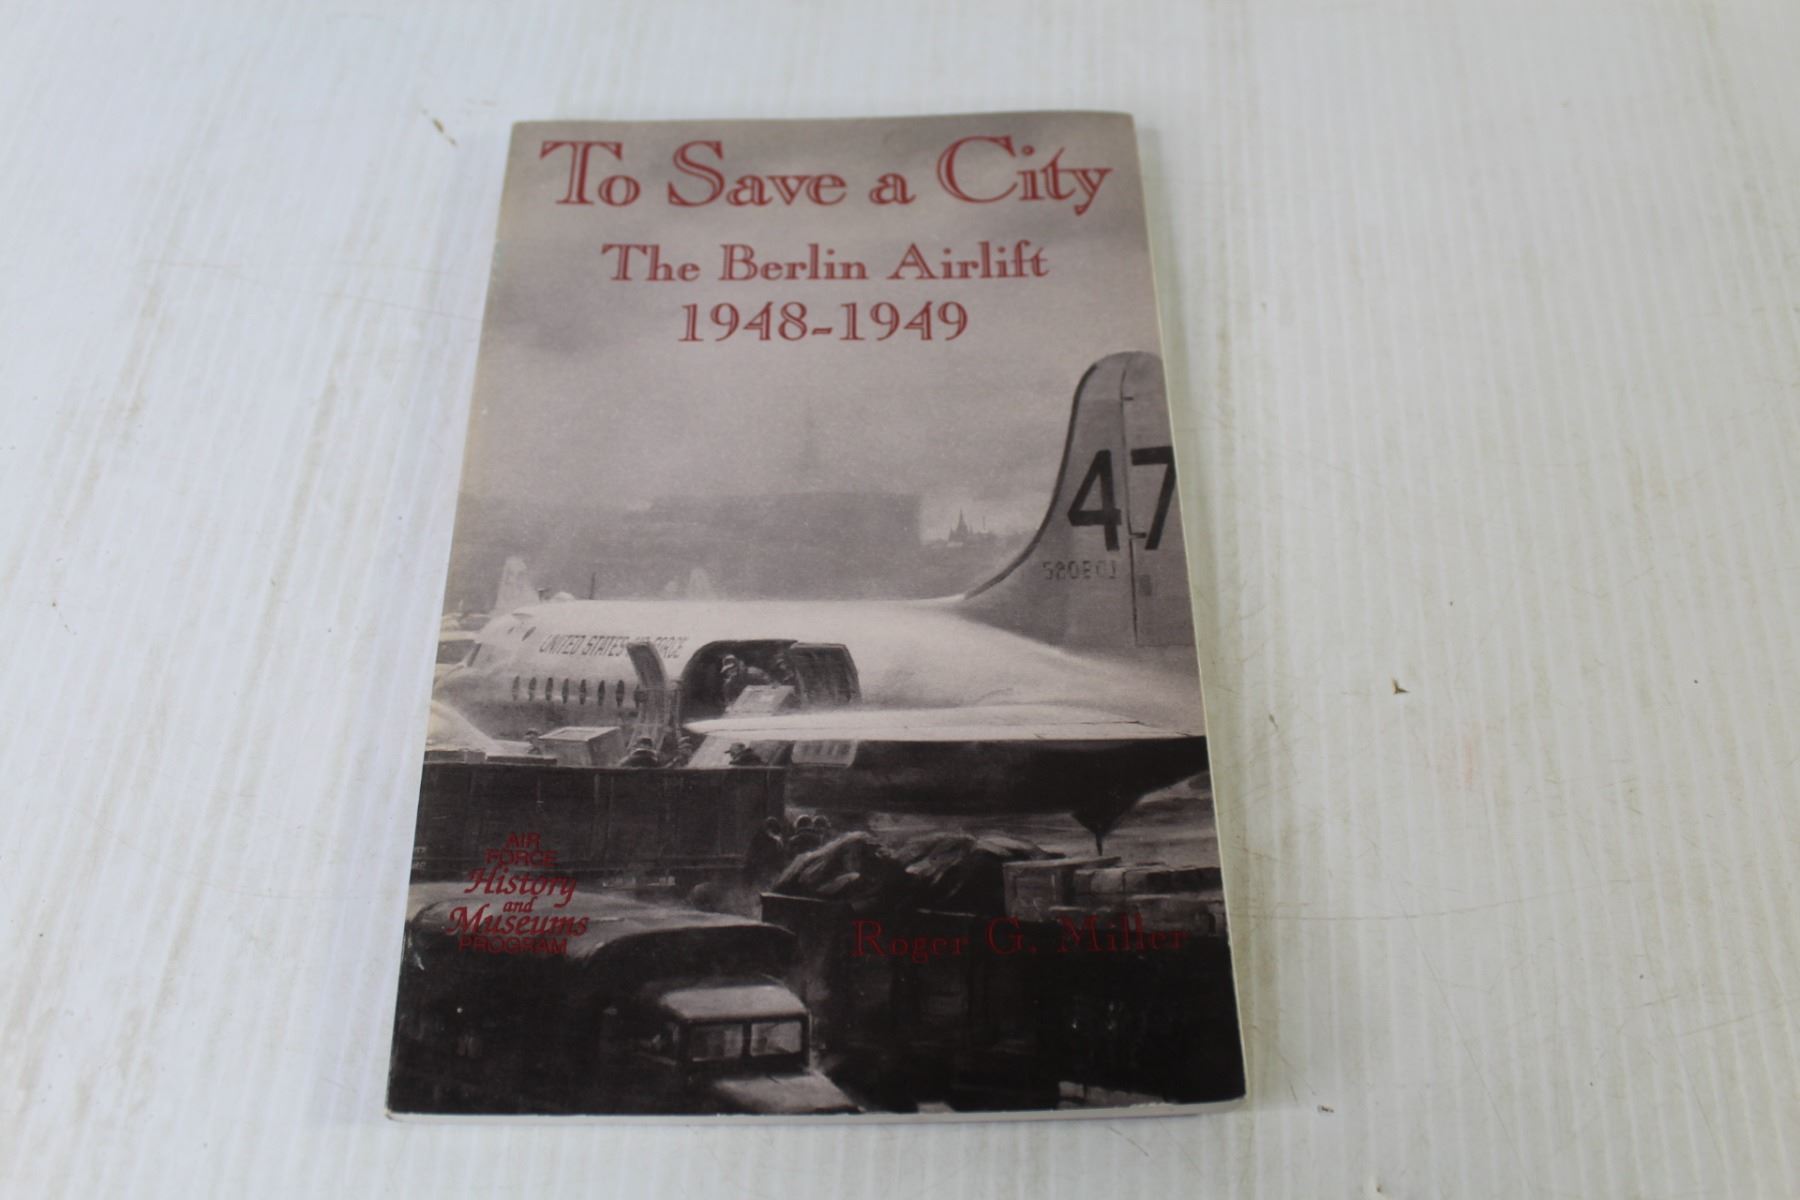 To Save a City
The Berlin Airlift
1948-1949
47
UNITED STATES AIR FORCE
AIR
FORCE
History
and
Museums
PROGRAM
Roger G. Miller